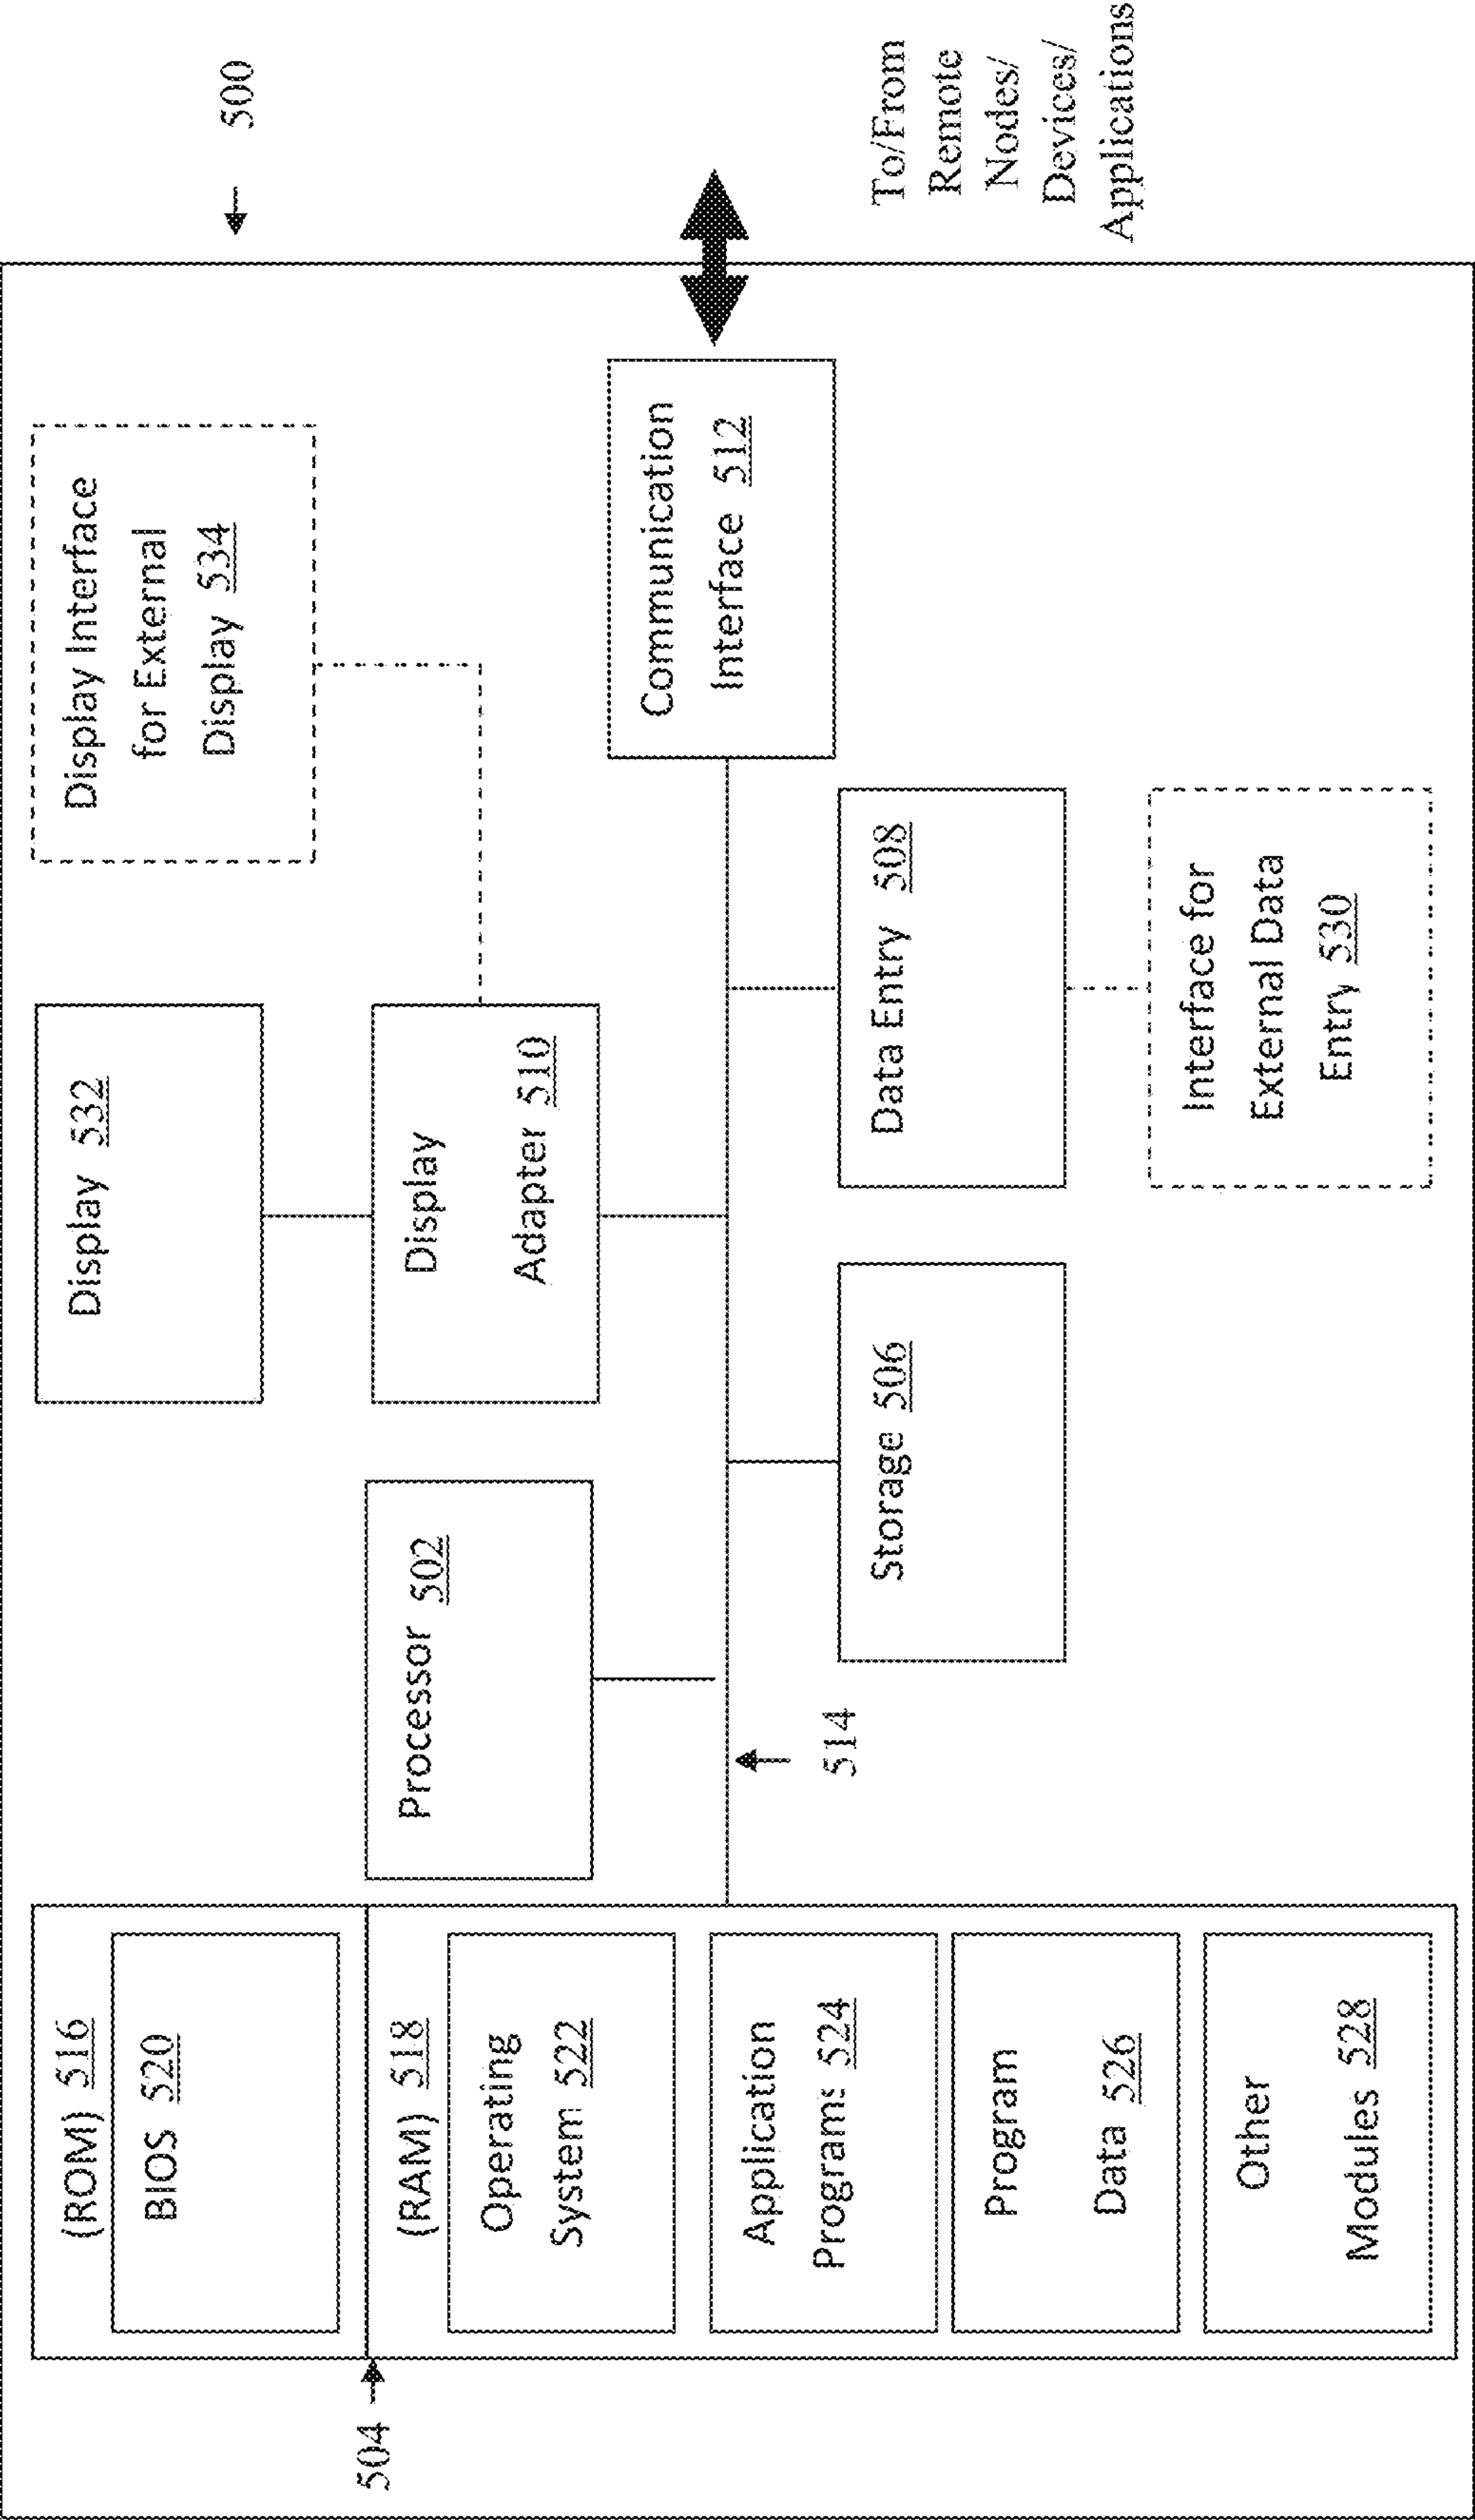 500
(ROM) 516
BIOS 520
(RAM) 518
Operating
System 522
Application
Programs 524
Program
Data 526
Other
Modules 528
504
Processor 502
514
Display 532
Display
Adapter 510
Storage 506
Display Interface
for External
Display 534
Data Entry 508
Interface for
External Data
Entry 530
Communication
Interface 512
To/From
Remote
Nodes/
Devices/
Applications